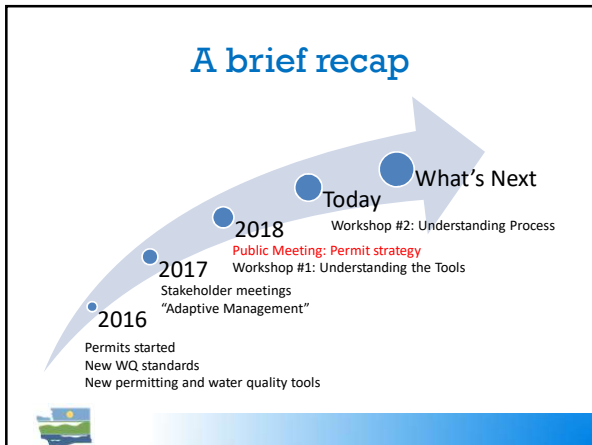 A brief recap
What's Next
Today
Workshop #2: Understanding Process
2018
Public Meeting: Permit strategy
Workshop #1: Understanding the Tools
2017
Stakeholder meetings
“Adaptive Management”
2016
Permits started
New WQ standards
New permitting and water quality tools